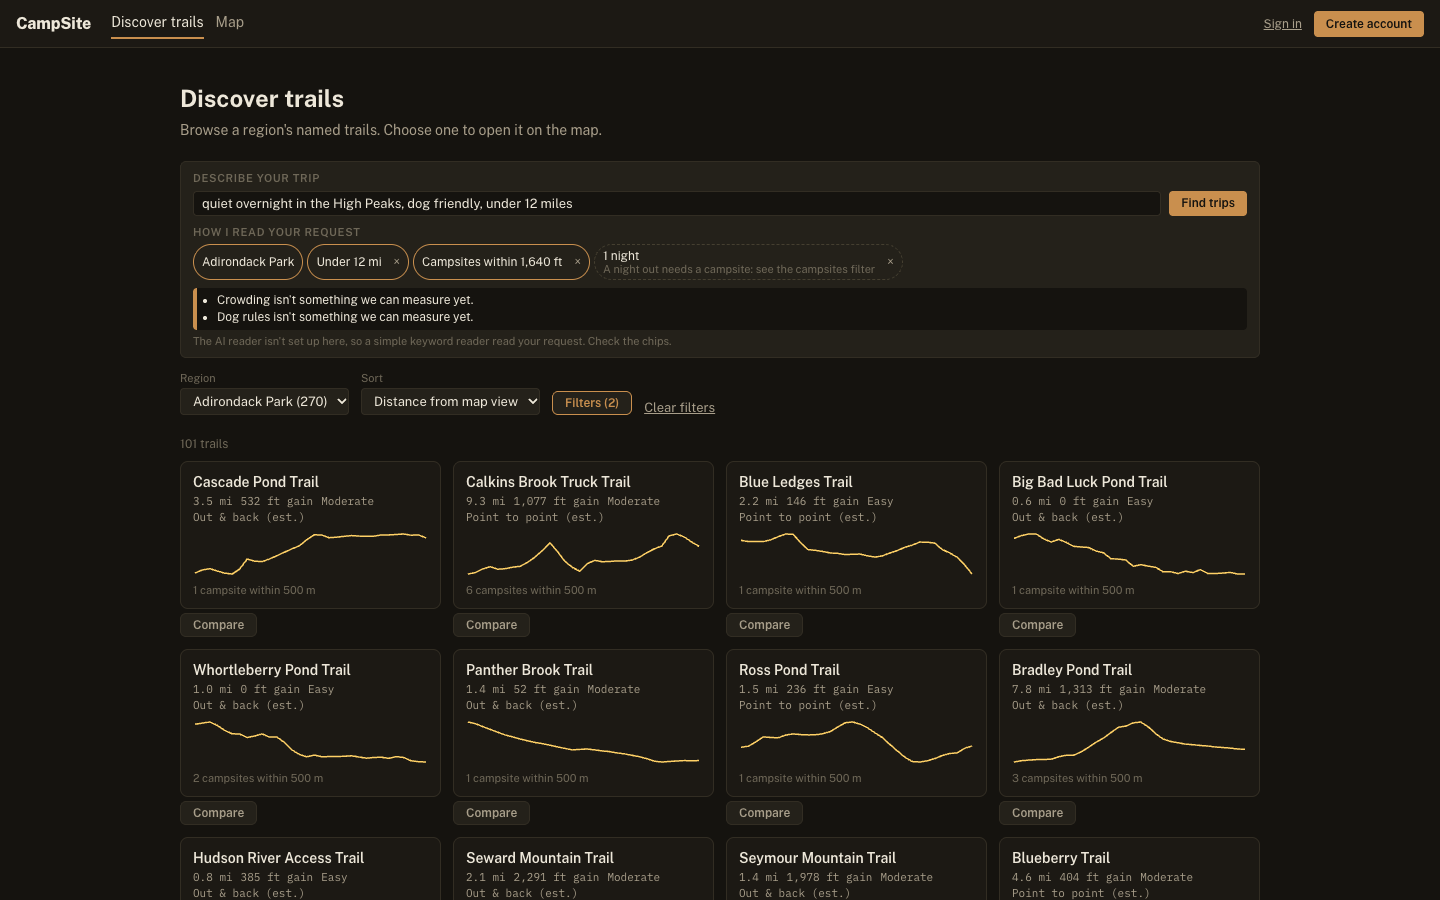 CampSite Discover trails Map Sign in Create account
Discover trails
Browse a region's named trails. Choose one to open it on the map.
DESCRIBE YOUR TRIP
quiet overnight in the High Peaks, dog friendly, under 12 miles Find trips
HOW I READ YOUR REQUEST
Adirondack Park Under 12 mi × Campsites within 1,640 ft × 1 night ×
A night out needs a campsite: see the campsites filter
• Crowding isn't something we can measure yet.
• Dog rules isn't something we can measure yet.
The AI reader isn't set up here, so a simple keyword reader read your request. Check the chips.
Region Sort
Adirondack Park (270) Distance from map view Filters (2) Clear filters
101 trails
Cascade Pond Trail
3.5 mi 532 ft gain Moderate
Out & back (est.)
1 campsite within 500 m
Compare
Calkins Brook Truck Trail
9.3 mi 1,077 ft gain Moderate
Point to point (est.)
6 campsites within 500 m
Compare
Blue Ledges Trail
2.2 mi 146 ft gain Easy
Point to point (est.)
1 campsite within 500 m
Compare
Big Bad Luck Pond Trail
0.6 mi 0 ft gain Easy
Out & back (est.)
1 campsite within 500 m
Compare
Whortleberry Pond Trail
1.0 mi 0 ft gain Easy
Out & back (est.)
2 campsites within 500 m
Compare
Panther Brook Trail
1.4 mi 52 ft gain Moderate
Out & back (est.)
1 campsite within 500 m
Compare
Ross Pond Trail
1.5 mi 236 ft gain Easy
Point to point (est.)
1 campsite within 500 m
Compare
Bradley Pond Trail
7.8 mi 1,313 ft gain Moderate
Out & back (est.)
3 campsites within 500 m
Compare
Hudson River Access Trail
0.8 mi 385 ft gain Easy
Out & back (est.)
Seward Mountain Trail
2.1 mi 2,291 ft gain Moderate
Out & back (est.)
Seymour Mountain Trail
1.4 mi 1,978 ft gain Moderate
Out & back (est.)
Blueberry Trail
4.6 mi 404 ft gain Moderate
Point to point (est.)